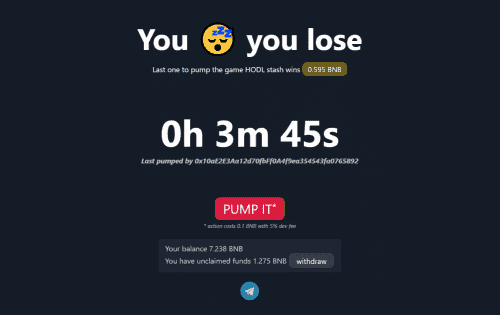 You 😴 you lose
Last one to pump the game HODL stash wins 0.595 BNB
0h 3m 45s
Last pumped by 0x10aE2E3Aa12d70fbFf0A4f9ea354543fa0765892
PUMP IT*
* action costs 0.1 BNB with 5% dev fee
Your balance 7.238 BNB
You have unclaimed funds 1.275 BNB withdraw